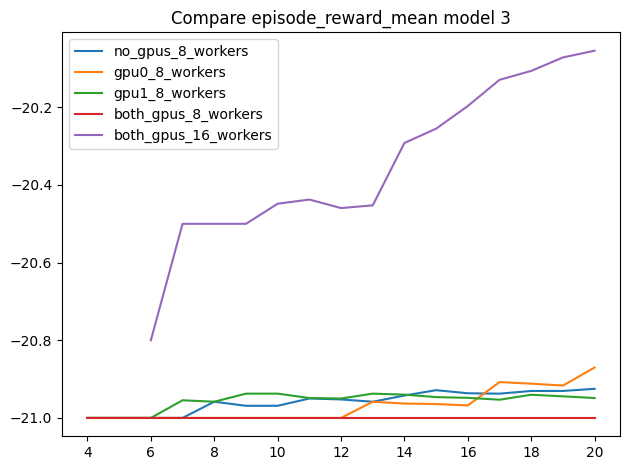 Compare episode_reward_mean model 3
no_gpus_8_workers
gpu0_8_workers
gpu1_8_workers
both_gpus_8_workers
both_gpus_16_workers
−20.2
−20.4
−20.6
−20.8
−21.0
4 6 8 10 12 14 16 18 20